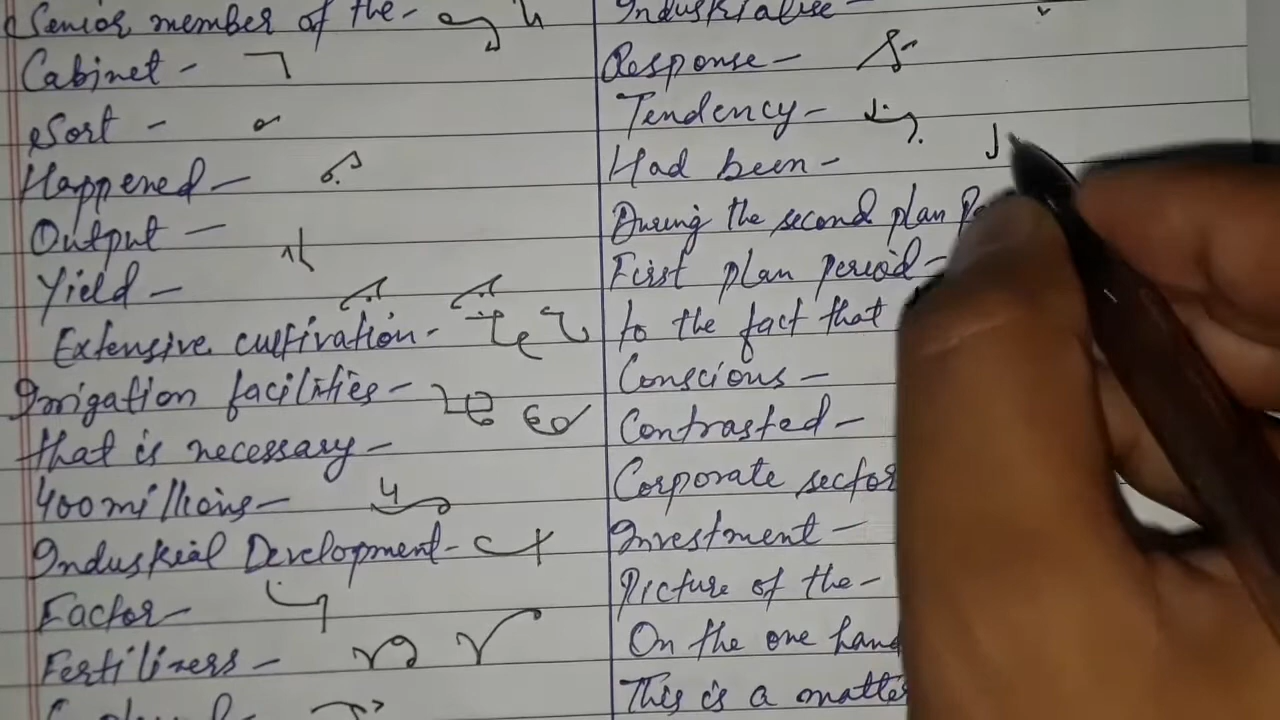 Senior member of the-
Cabinet -
Sort -
Happened -
Output -
Yield -
Extensive cultivation -
Irrigation facilities -
that is necessary -
400 millions -
Industrial Development -
Factor -
Fertilizers -
Industrialise -
Response -
Tendency -
Had been -
During the second plan
First plan period -
to the fact that
Conscious -
Contrasted -
Corporate sector
Investment -
Picture of the -
On the one hand
This is a matter